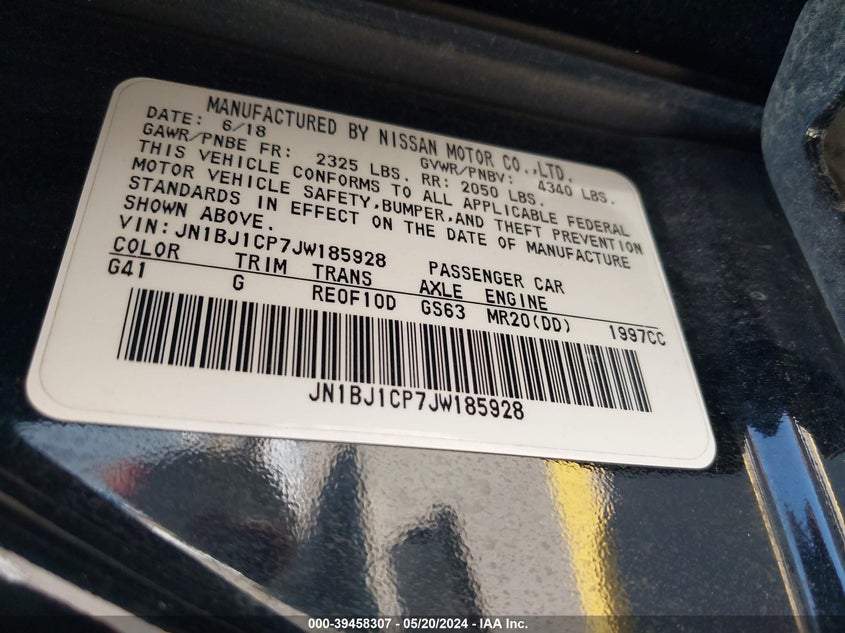 MANUFACTURED BY NISSAN MOTOR CO.,LTD.
DATE: 6/18 GVWR/PNBV: 4340 LBS.
GAWR/PNBE FR: 2325 LBS. RR: 2050 LBS.
THIS VEHICLE CONFORMS TO ALL APPLICABLE FEDERAL
MOTOR VEHICLE SAFETY,BUMPER,AND THEFT PREVENTION
STANDARDS IN EFFECT ON THE DATE OF MANUFACTURE
SHOWN ABOVE.
VIN: JN1BJ1CP7JW185928 PASSENGER CAR
COLOR TRIM TRANS AXLE ENGINE
G41 G RE0F10D GS63 MR20(DD) 1997CC
JN1BJ1CP7JW185928
000-39458307 - 05/20/2024 - IAA Inc.